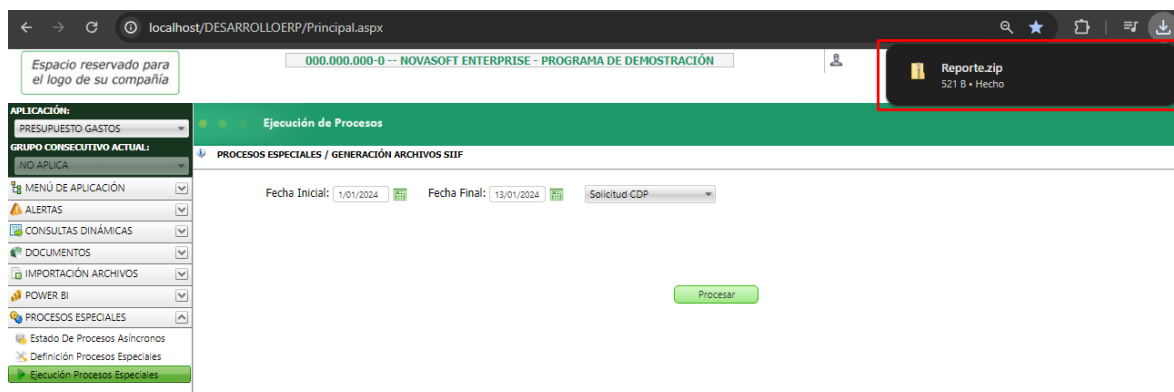 localhost/DESARROLLOERP/Principal.aspx
Espacio reservado para
el logo de su compañía
000.000.000-0 -- NOVASOFT ENTERPRISE - PROGRAMA DE DEMOSTRACIÓN
Reporte.zip
521 B • Hecho
APLICACIÓN:
PRESUPUESTO GASTOS
GRUPO CONSECUTIVO ACTUAL:
NO APLICA
MENÚ DE APLICACIÓN
ALERTAS
CONSULTAS DINÁMICAS
DOCUMENTOS
IMPORTACIÓN ARCHIVOS
POWER BI
PROCESOS ESPECIALES
Estado De Procesos Asíncronos
Definición Procesos Especiales
Ejecución Procesos Especiales
Ejecución de Procesos
PROCESOS ESPECIALES / GENERACIÓN ARCHIVOS SIIF
Fecha Inicial: 1/01/2024 Fecha Final: 13/01/2024 Solicitud CDP
Procesar